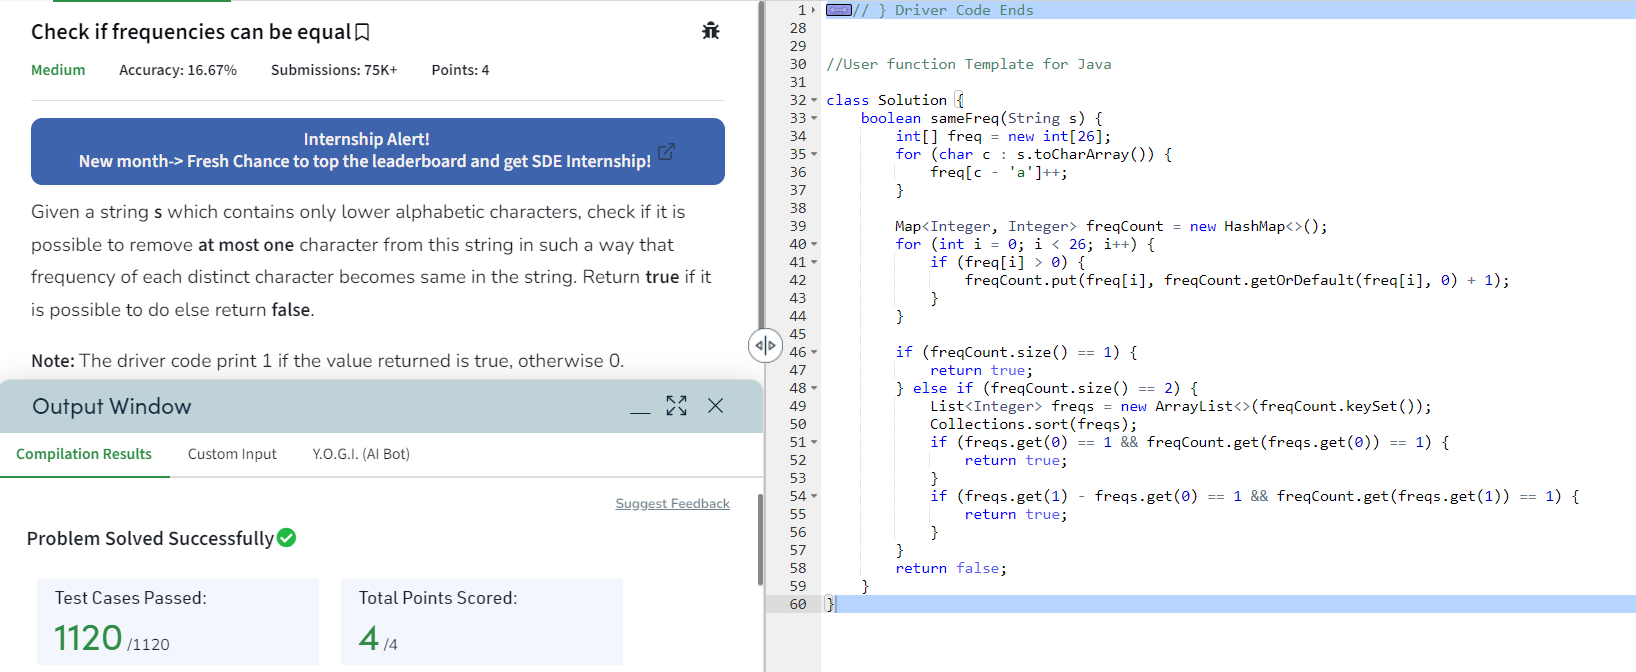 Check if frequencies can be equal
Medium Accuracy: 16.67% Submissions: 75K+ Points: 4
Internship Alert!
New month-> Fresh Chance to top the leaderboard and get SDE Internship!
Given a string s which contains only lower alphabetic characters, check if it is
possible to remove at most one character from this string in such a way that
frequency of each distinct character becomes same in the string. Return true if it
is possible to do else return false.
Note: The driver code print 1 if the value returned is true, otherwise 0.
Output Window
Compilation Results Custom Input Y.O.G.I. (AI Bot)
Suggest Feedback
Problem Solved Successfully
Test Cases Passed:
1120 /1120
Total Points Scored:
4 /4
1 // } Driver Code Ends
28
29
30 //User function Template for Java
31
32 class Solution {
33     boolean sameFreq(String s) {
34         int[] freq = new int[26];
35         for (char c : s.toCharArray()) {
36             freq[c - 'a']++;
37         }
38
39         Map<Integer, Integer> freqCount = new HashMap<>();
40         for (int i = 0; i < 26; i++) {
41             if (freq[i] > 0) {
42                 freqCount.put(freq[i], freqCount.getOrDefault(freq[i], 0) + 1);
43             }
44         }
45
46         if (freqCount.size() == 1) {
47             return true;
48         } else if (freqCount.size() == 2) {
49             List<Integer> freqs = new ArrayList<>(freqCount.keySet());
50             Collections.sort(freqs);
51             if (freqs.get(0) == 1 && freqCount.get(freqs.get(0)) == 1) {
52                 return true;
53             }
54             if (freqs.get(1) - freqs.get(0) == 1 && freqCount.get(freqs.get(1)) == 1) {
55                 return true;
56             }
57         }
58         return false;
59     }
60 }